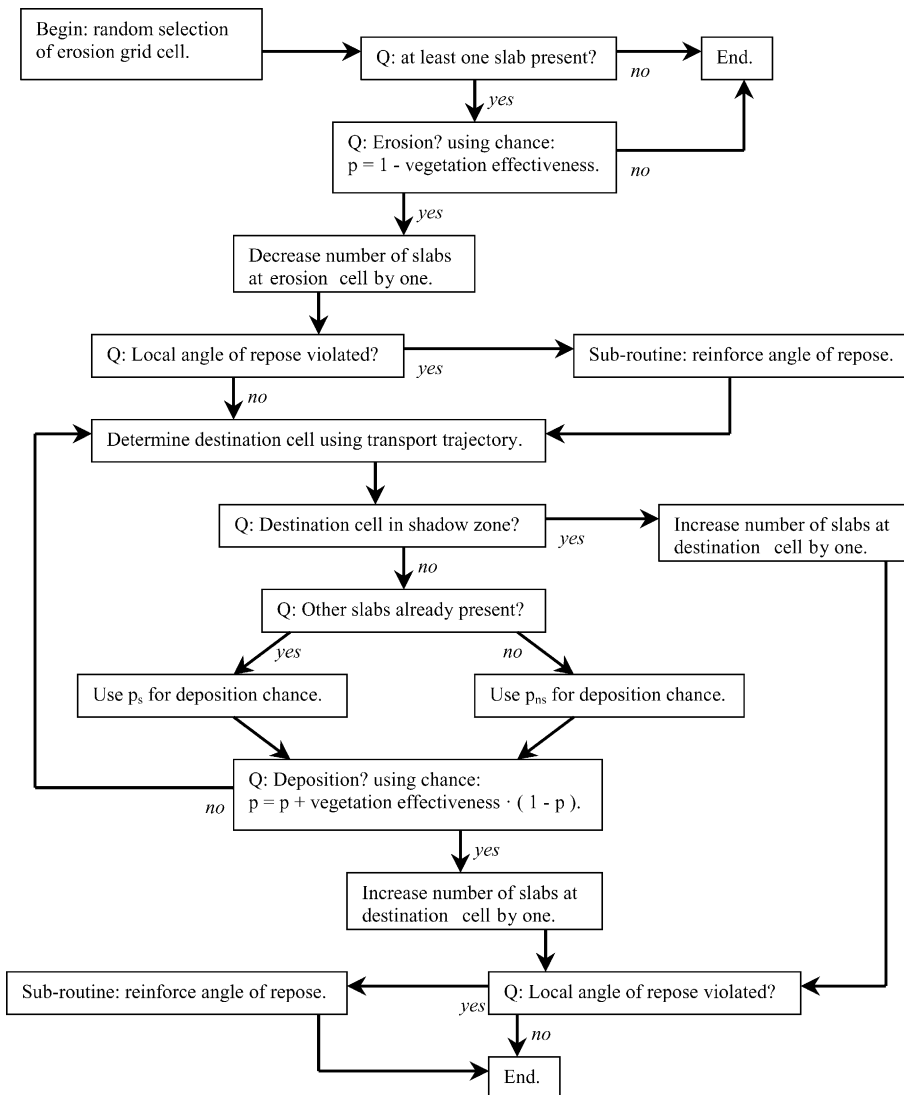 Begin: random selection
of erosion grid cell.
Q: at least one slab present?
no
End.
yes
Q: Erosion? using chance:
p = 1 - vegetation effectiveness.
no
yes
Decrease number of slabs
at erosion cell by one.
Q: Local angle of repose violated?
yes
Sub-routine: reinforce angle of repose.
no
Determine destination cell using transport trajectory.
Q: Destination cell in shadow zone?
yes
Increase number of slabs at
destination cell by one.
no
Q: Other slabs already present?
yes
no
Use pₛ for deposition chance.
Use pₙₛ for deposition chance.
Q: Deposition? using chance:
p = p + vegetation effectiveness · ( 1 - p ).
no
yes
Increase number of slabs at
destination cell by one.
Sub-routine: reinforce angle of repose.
yes
Q: Local angle of repose violated?
no
End.